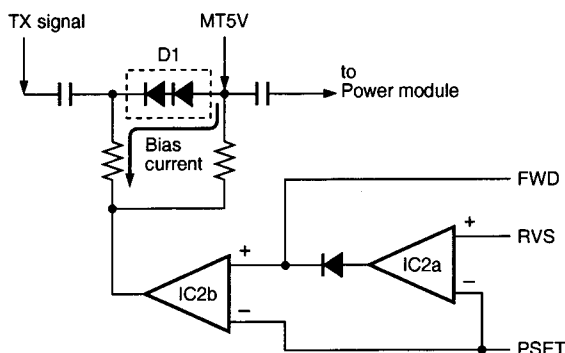 TX signal
MT5V
D1
to
Power module
Bias
current
FWD
+
RVS
+
IC2a
−
IC2b
−
PSET